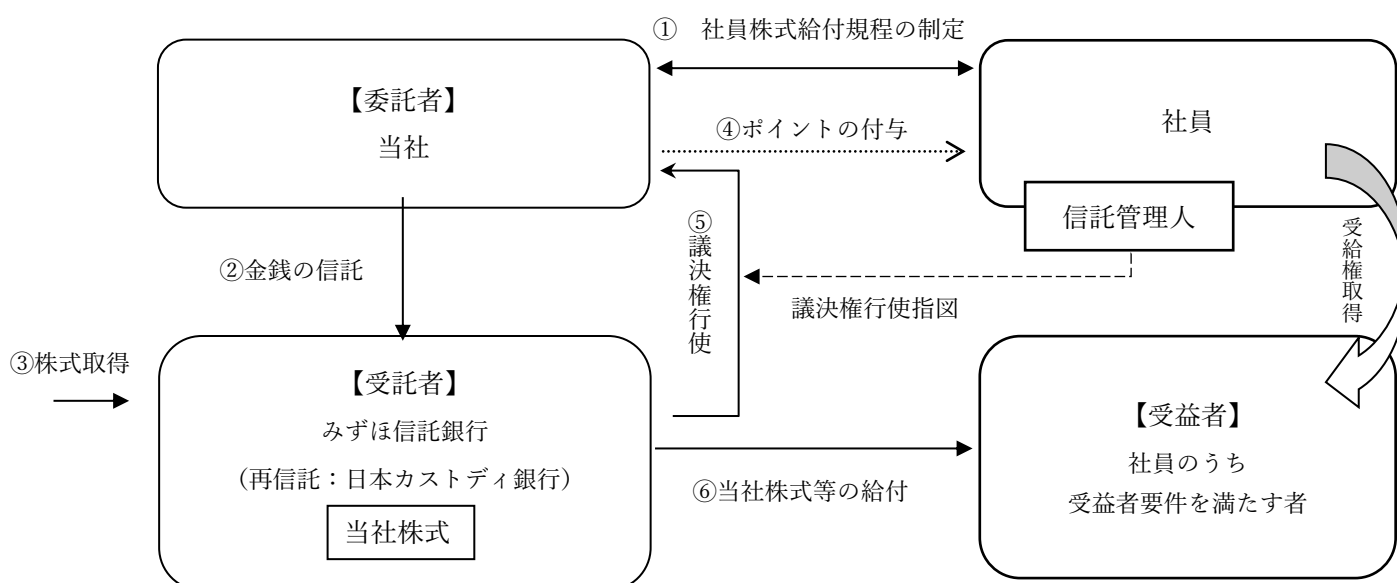 ① 社員株式給付規程の制定
【委託者】
当社
④ポイントの付与
社員
信託管理人
⑤議決権行使
受給権取得
②金銭の信託
議決権行使指図
③株式取得
【受託者】
みずほ信託銀行
(再信託:日本カストディ銀行)
当社株式
⑥当社株式等の給付
【受益者】
社員のうち
受益者要件を満たす者